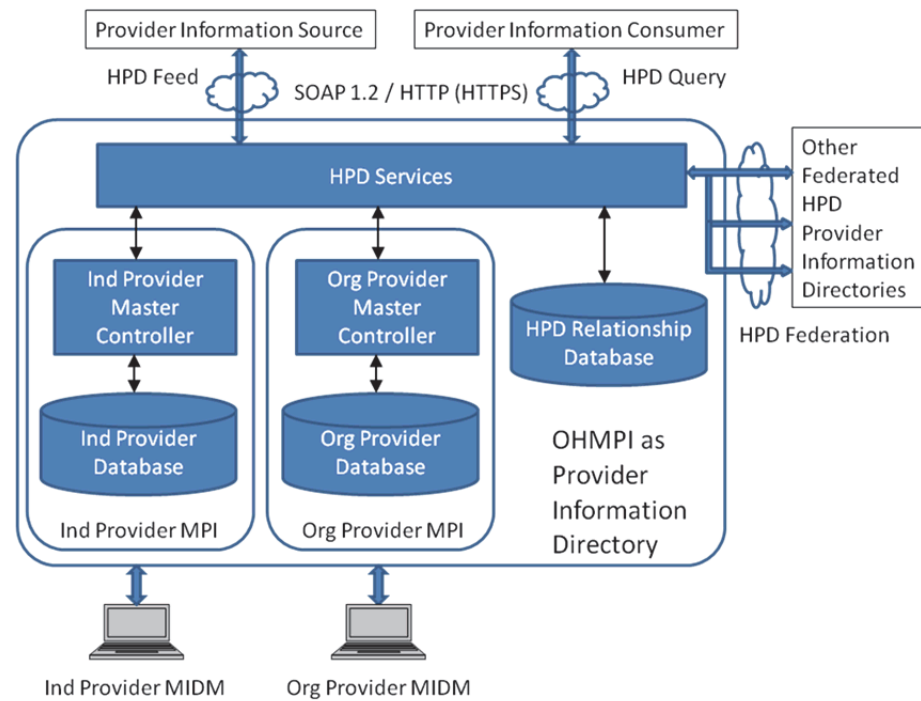 Provider Information Source
Provider Information Consumer
HPD Feed
SOAP 1.2 / HTTP (HTTPS)
HPD Query
HPD Services
Other
Federated
HPD
Provider
Information
Directories
HPD Federation
Ind Provider
Master
Controller
Org Provider
Master
Controller
HPD Relationship
Database
Ind Provider
Database
Org Provider
Database
OHMPI as
Provider
Information
Directory
Ind Provider MPI
Org Provider MPI
Ind Provider MIDM
Org Provider MIDM